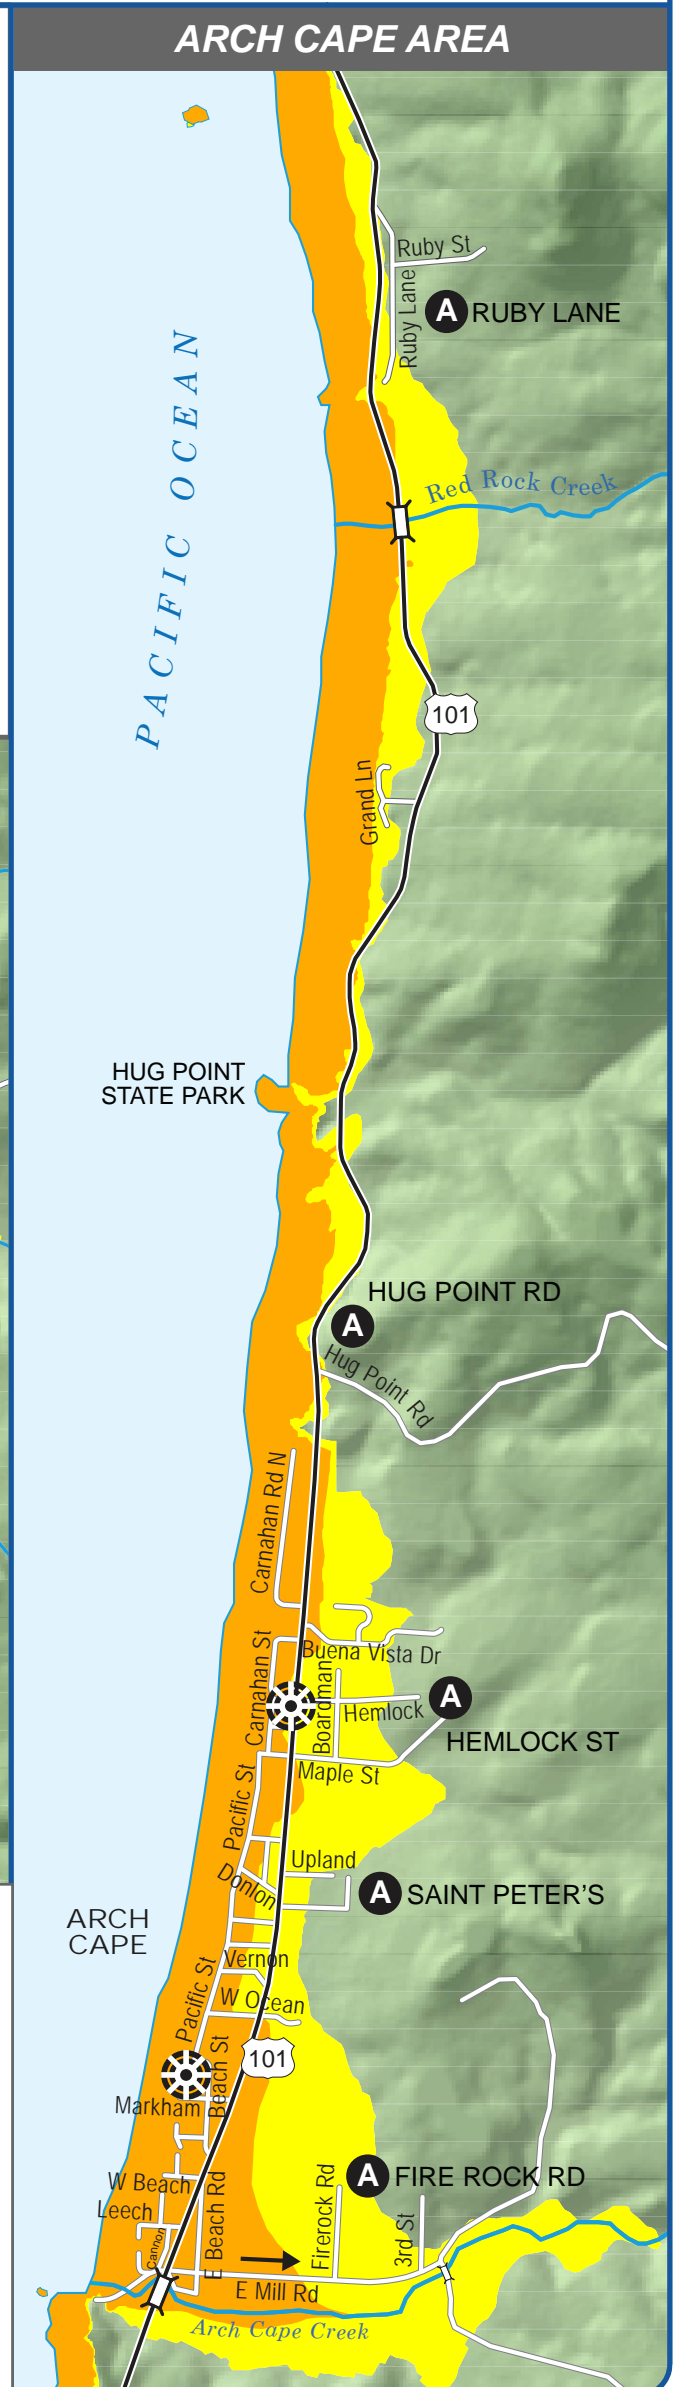 ARCH CAPE AREA
Ruby St
Ruby Lane
A RUBY LANE
PACIFIC OCEAN
Red Rock Creek
101
Grand Ln
HUG POINT
STATE PARK
HUG POINT RD
A
Hug Point Rd
Carnahan Rd N
Carnahan St
Buena Vista Dr
Boardman
Hemlock
A
HEMLOCK ST
Maple St
Pacific St
Upland
Donlon
A SAINT PETER'S
ARCH
CAPE
Vernon
Pacific St
W Ocean
101
Beach St
Markham
W Beach
A FIRE ROCK RD
Leech
Cannon
E Beach Rd
Firerock Rd
3rd St
E Mill Rd
Arch Cape Creek